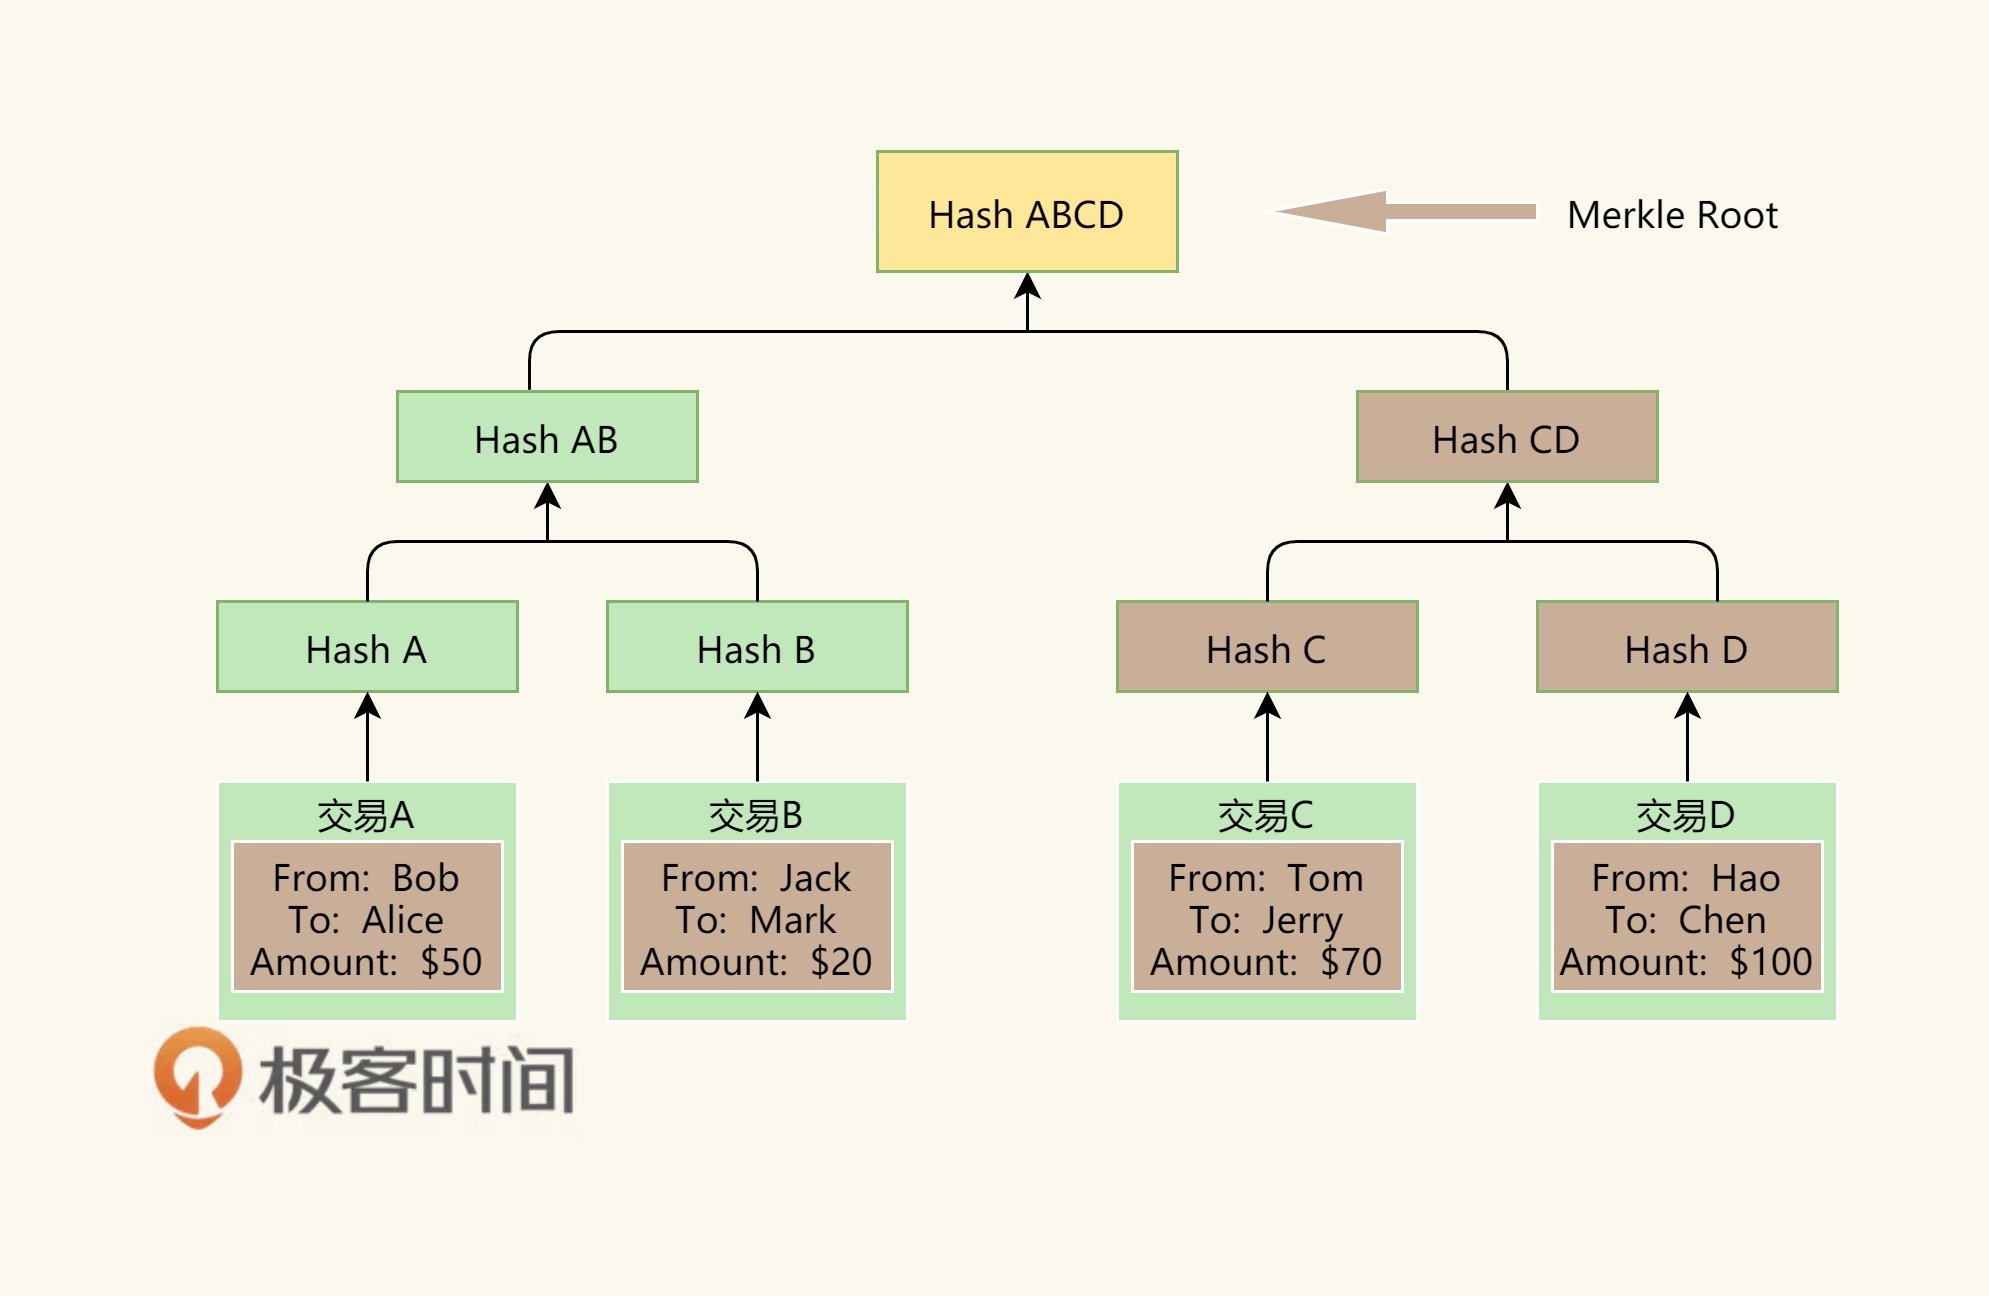 Hash ABCD
Merkle Root
Hash AB
Hash CD
Hash A
Hash B
Hash C
Hash D
交易A
From: Bob
To: Alice
Amount: $50
交易B
From: Jack
To: Mark
Amount: $20
交易C
From: Tom
To: Jerry
Amount: $70
交易D
From: Hao
To: Chen
Amount: $100
极客时间